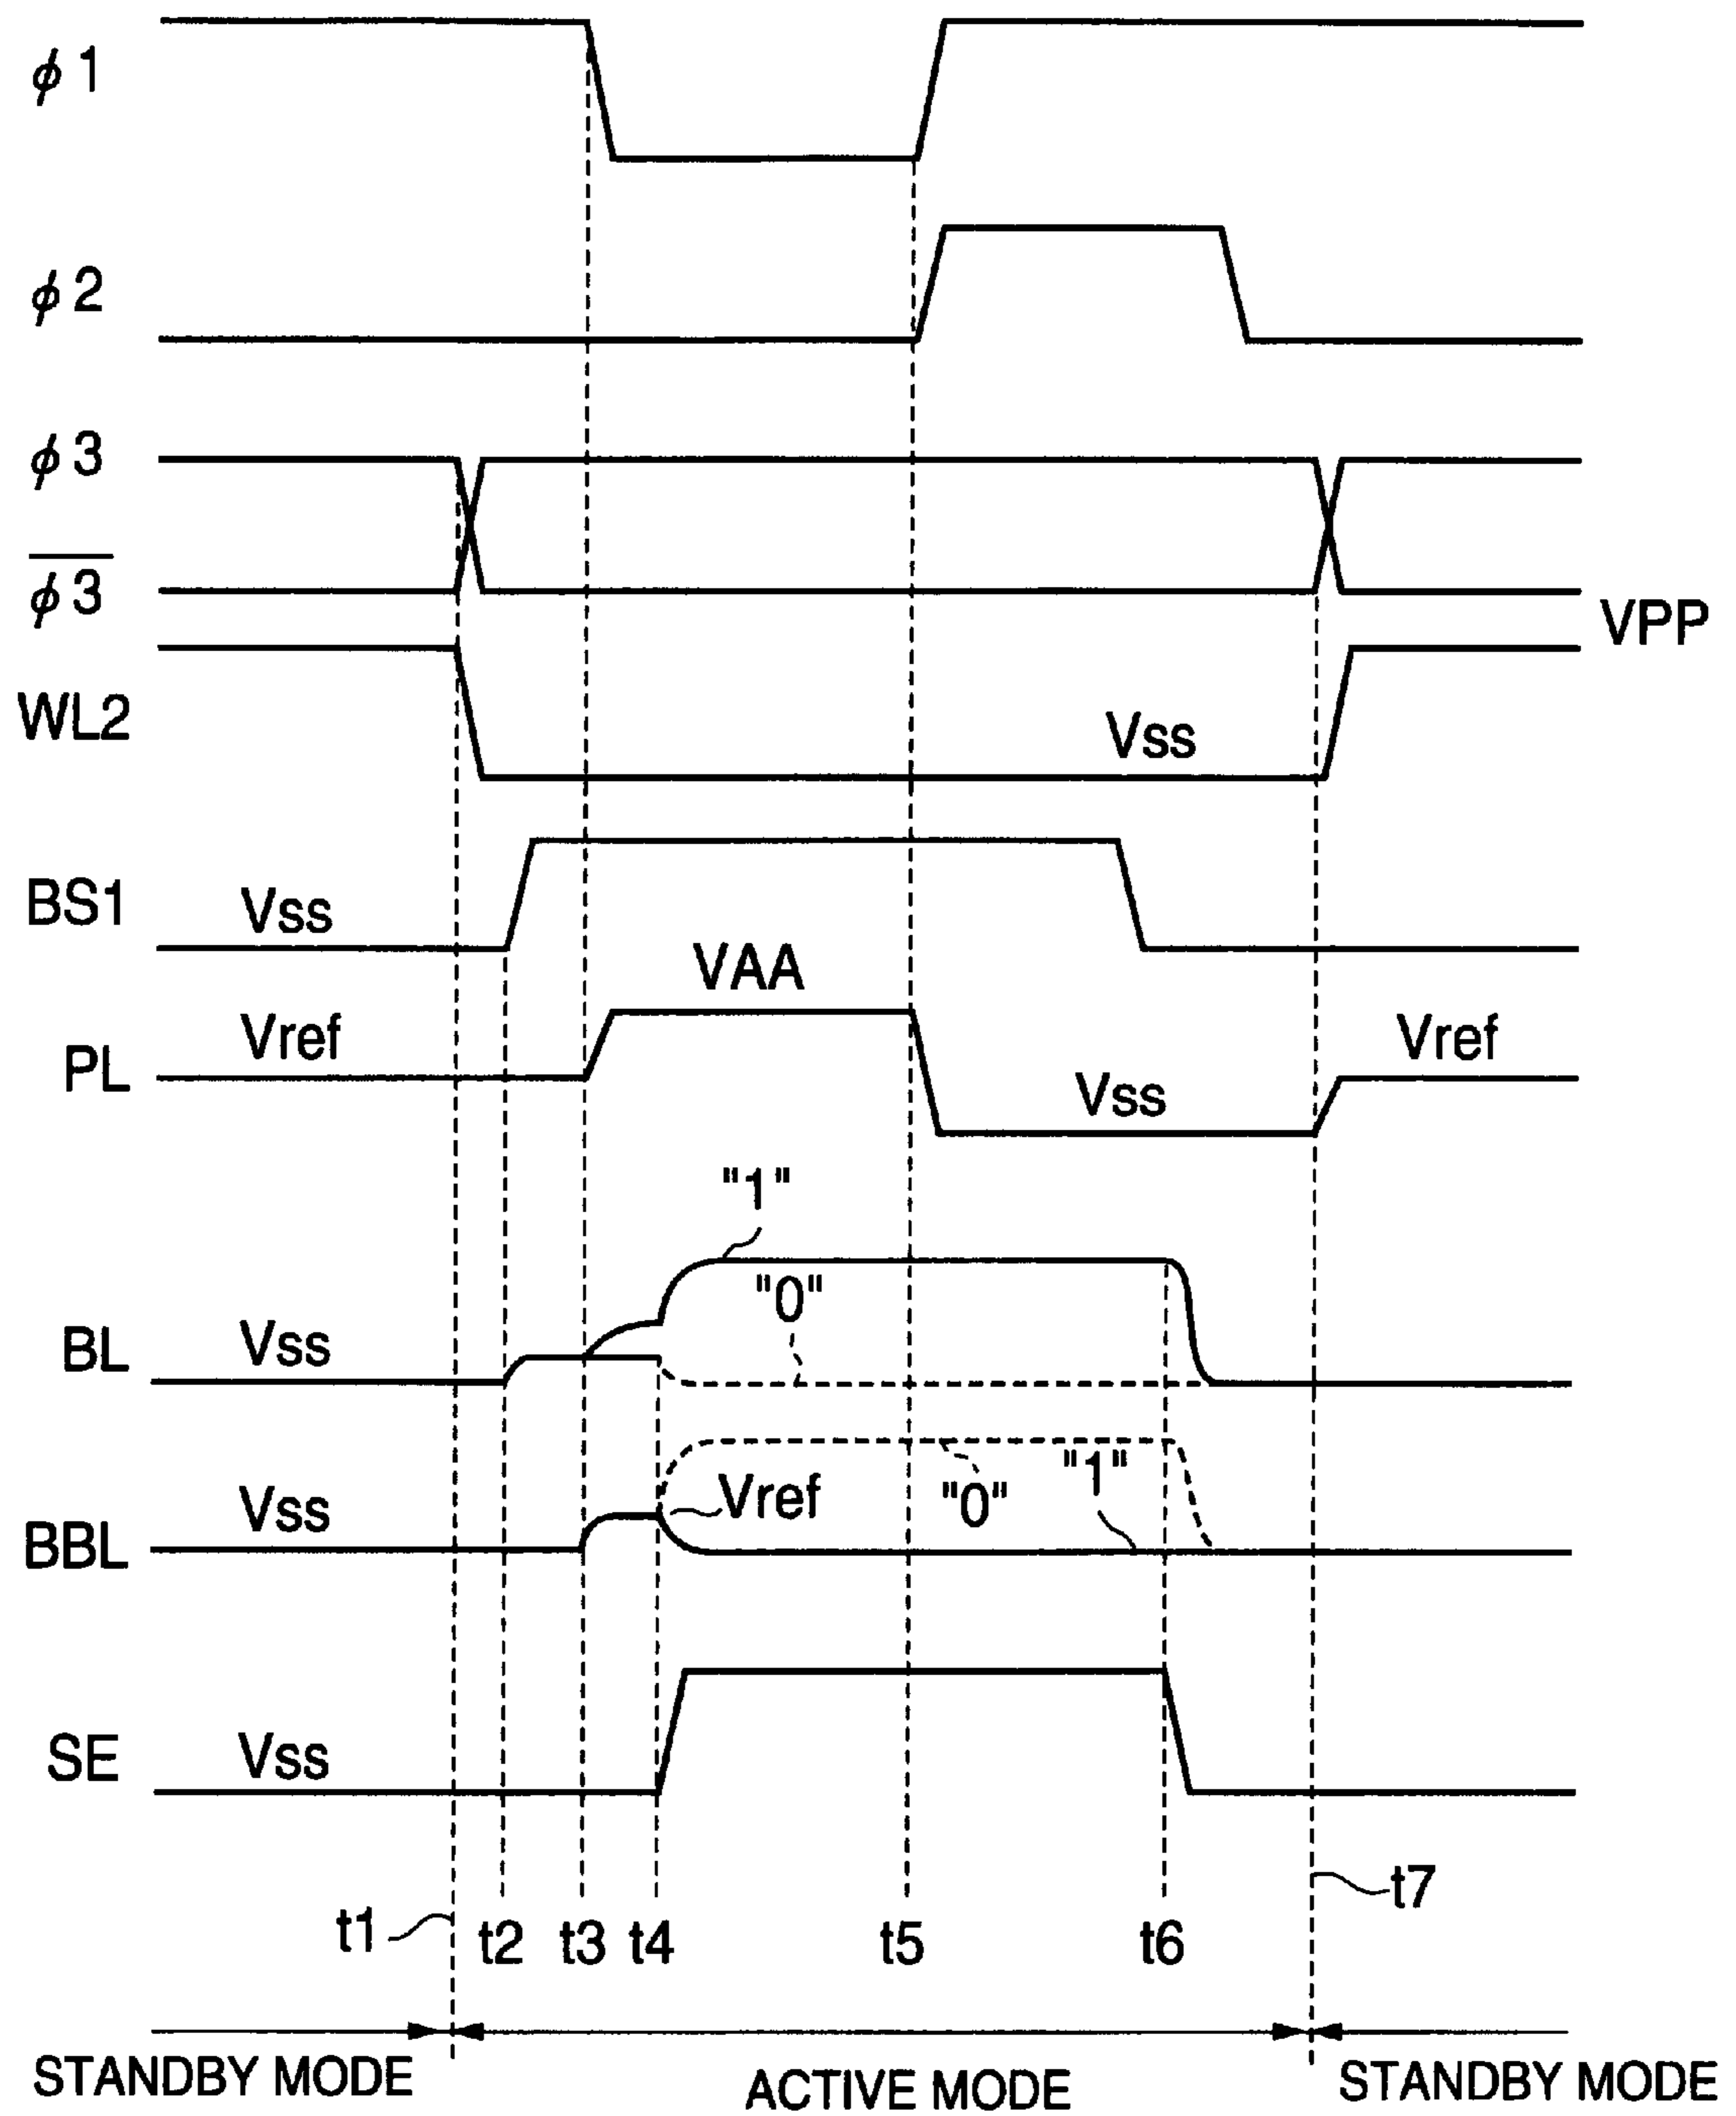 ϕ1
ϕ2
ϕ3
ϕ3̅
VPP
WL2
Vss
BS1 Vss
VAA
PL Vref Vref
Vss
"1"
"0"
BL Vss
"1"
Vref "0"
BBL Vss
SE Vss
t1 t2 t3 t4 t5 t6 t7
STANDBY MODE ACTIVE MODE STANDBY MODE